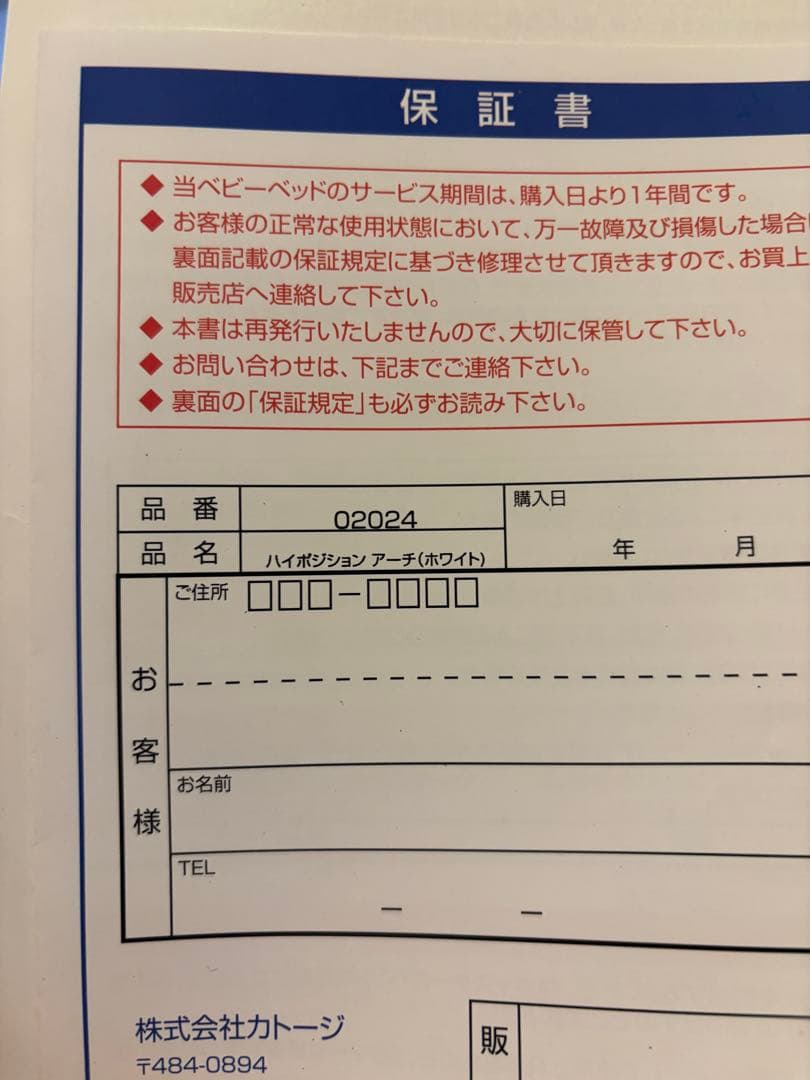 保証書
◆ 当ベビーベッドのサービス期間は、購入日より1年間です。
◆ お客様の正常な使用状態において、万一故障及び損傷した場合
裏面記載の保証規定に基づき修理させて頂きますので、お買上
販売店へ連絡して下さい。
◆ 本書は再発行いたしませんので、大切に保管して下さい。
◆ お問い合わせは、下記までご連絡下さい。
◆ 裏面の「保証規定」も必ずお読み下さい。
品番
02024
購入日
年 月
品名
ハイポジション アーチ(ホワイト)
お客様
ご住所 □□□-□□□□
お名前
TEL
- -
株式会社カトージ
〒484-0894
販